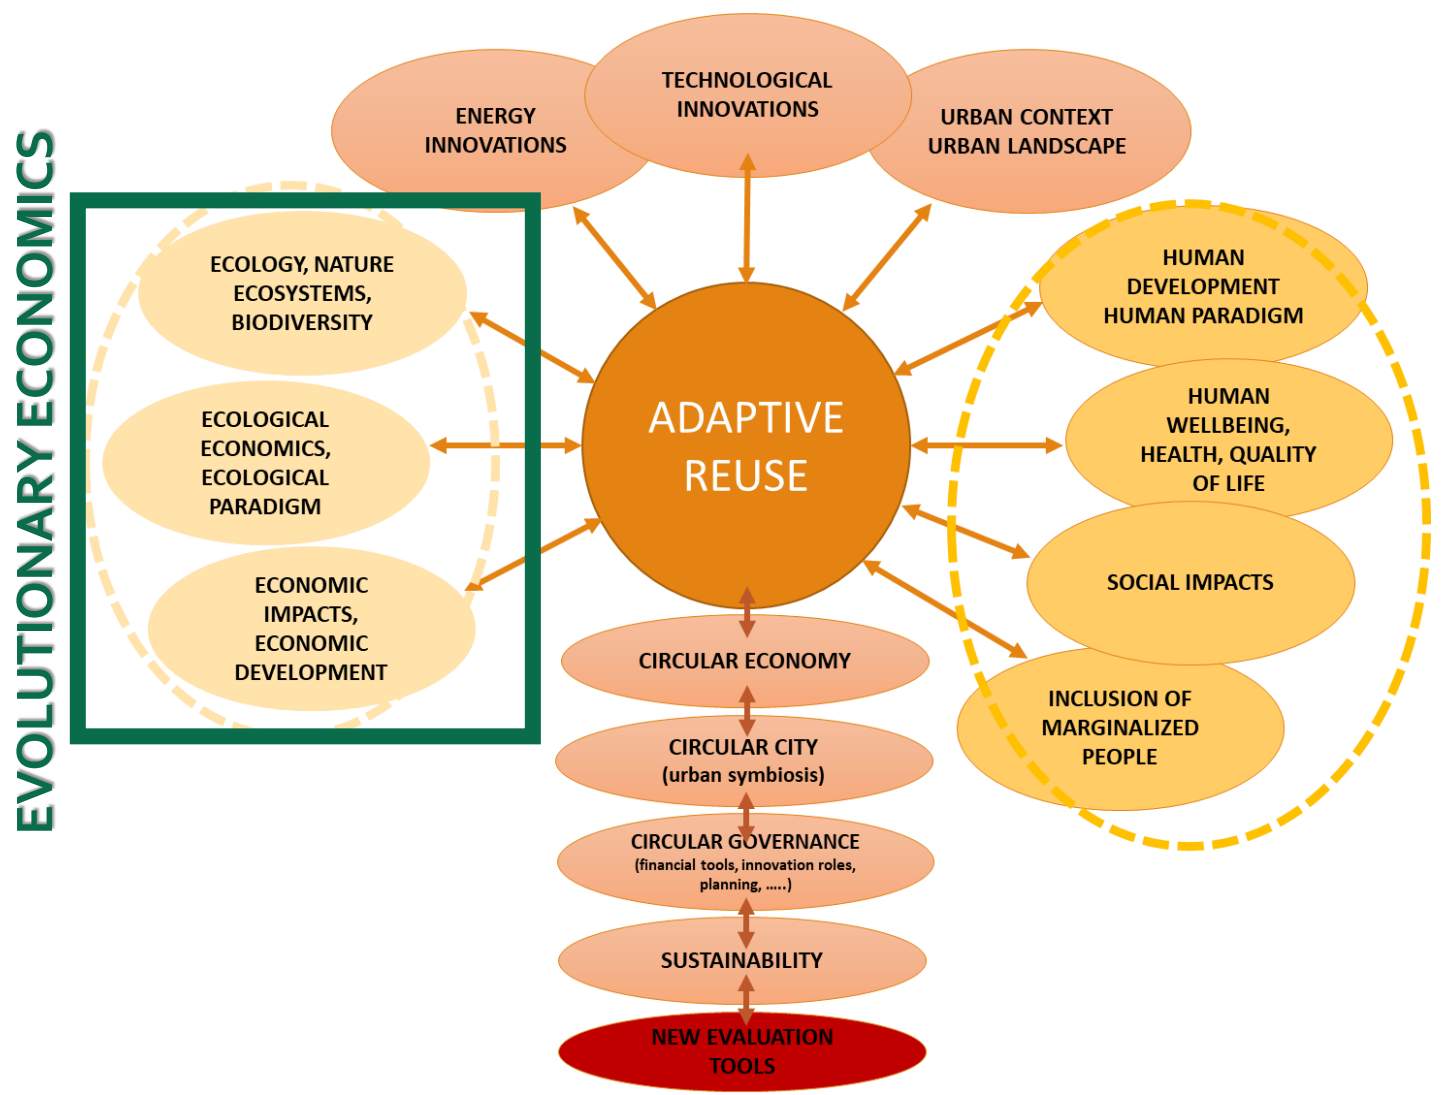 EVOLUTIONARY ECONOMICS
ENERGY
INNOVATIONS
TECHNOLOGICAL
INNOVATIONS
URBAN CONTEXT
URBAN LANDSCAPE
ECOLOGY, NATURE
ECOSYSTEMS,
BIODIVERSITY
ECOLOGICAL
ECONOMICS,
ECOLOGICAL
PARADIGM
ECONOMIC
IMPACTS,
ECONOMIC
DEVELOPMENT
ADAPTIVE
REUSE
HUMAN
DEVELOPMENT
HUMAN PARADIGM
HUMAN
WELLBEING,
HEALTH, QUALITY
OF LIFE
SOCIAL IMPACTS
INCLUSION OF
MARGINALIZED
PEOPLE
CIRCULAR ECONOMY
CIRCULAR CITY
(urban symbiosis)
CIRCULAR GOVERNANCE
(financial tools, innovation roles,
planning, …..)
SUSTAINABILITY
NEW EVALUATION
TOOLS